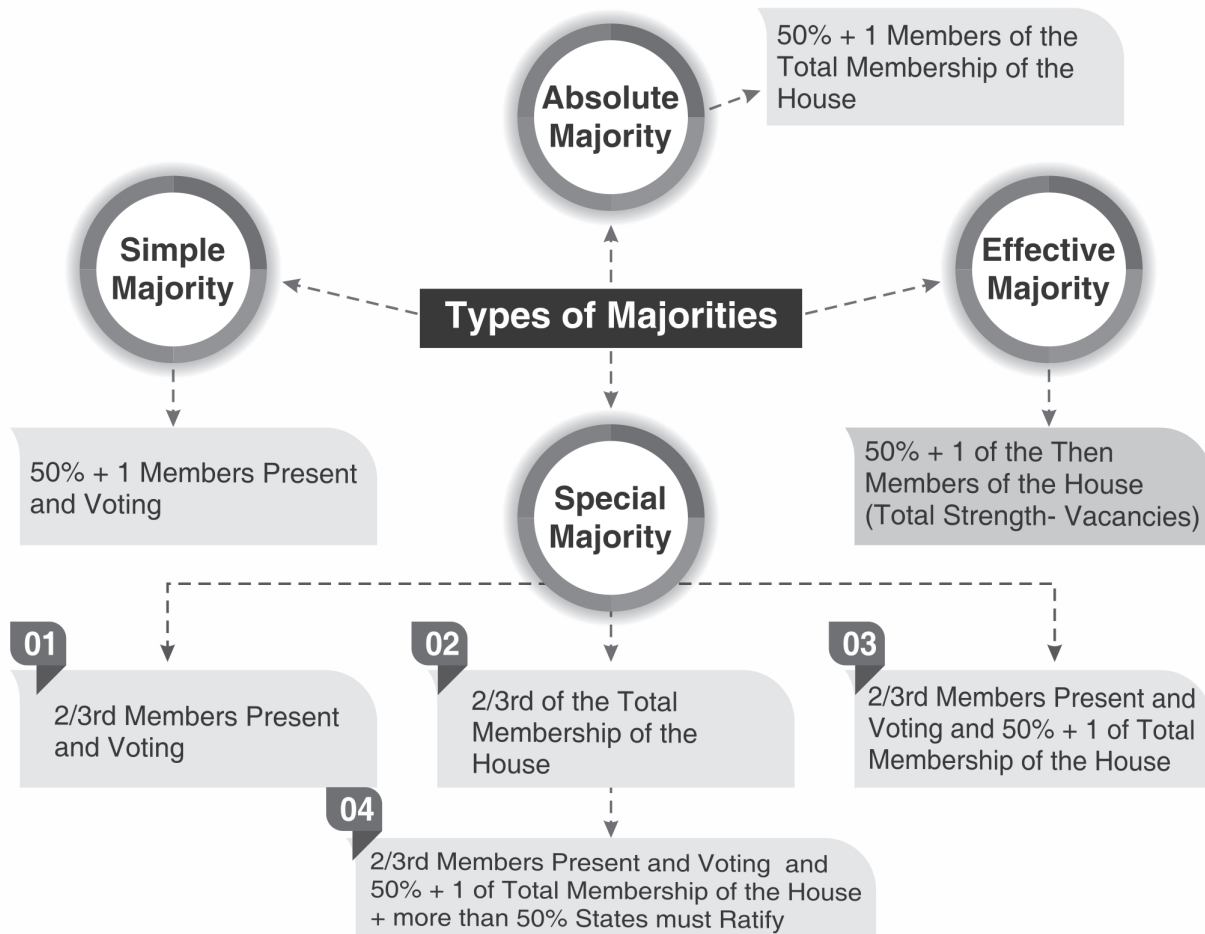 Absolute
Majority
50% + 1 Members of the
Total Membership of the
House
Simple
Majority
Effective
Majority
Types of Majorities
50% + 1 Members Present
and Voting
Special
Majority
50% + 1 of the Then
Members of the House
(Total Strength- Vacancies)
01
2/3rd Members Present
and Voting
02
2/3rd of the Total
Membership of the
House
03
2/3rd Members Present and
Voting and 50% + 1 of Total
Membership of the House
04
2/3rd Members Present and Voting and
50% + 1 of Total Membership of the House
+ more than 50% States must Ratify